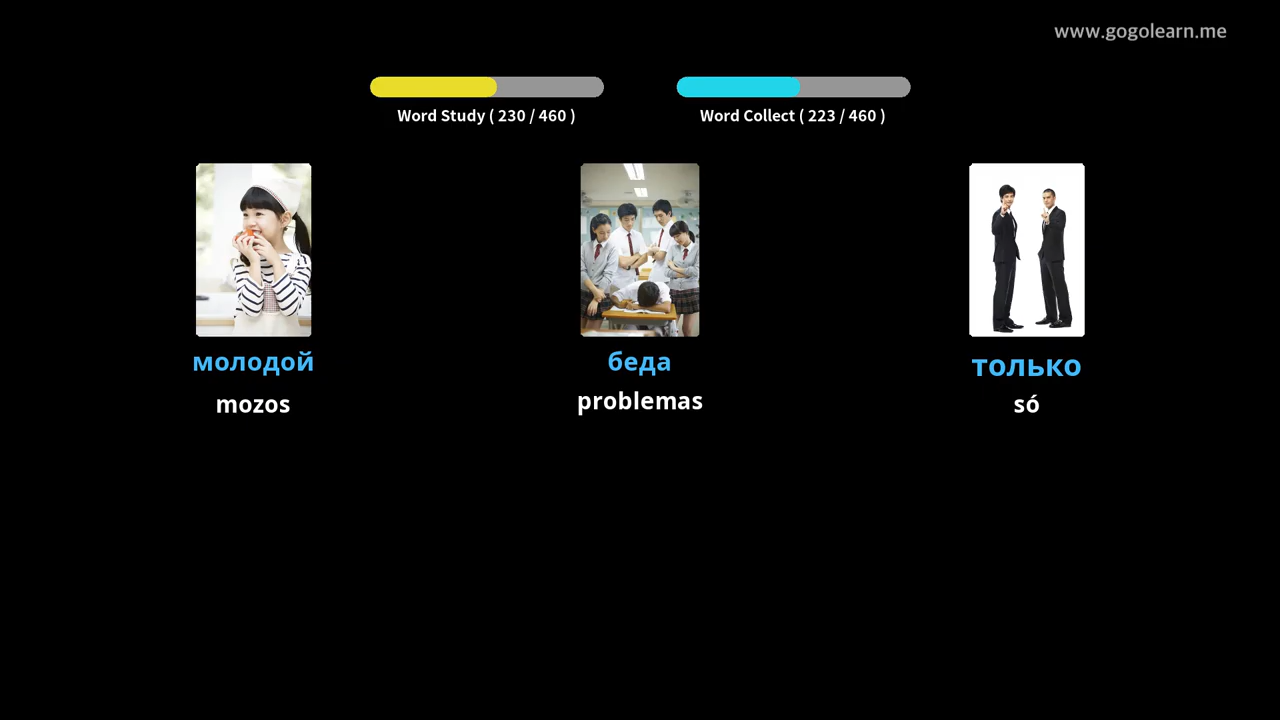 www.gogolearn.me
Word Study ( 230 / 460 )
Word Collect ( 223 / 460 )
молодой
беда
только
mozos
problemas
só